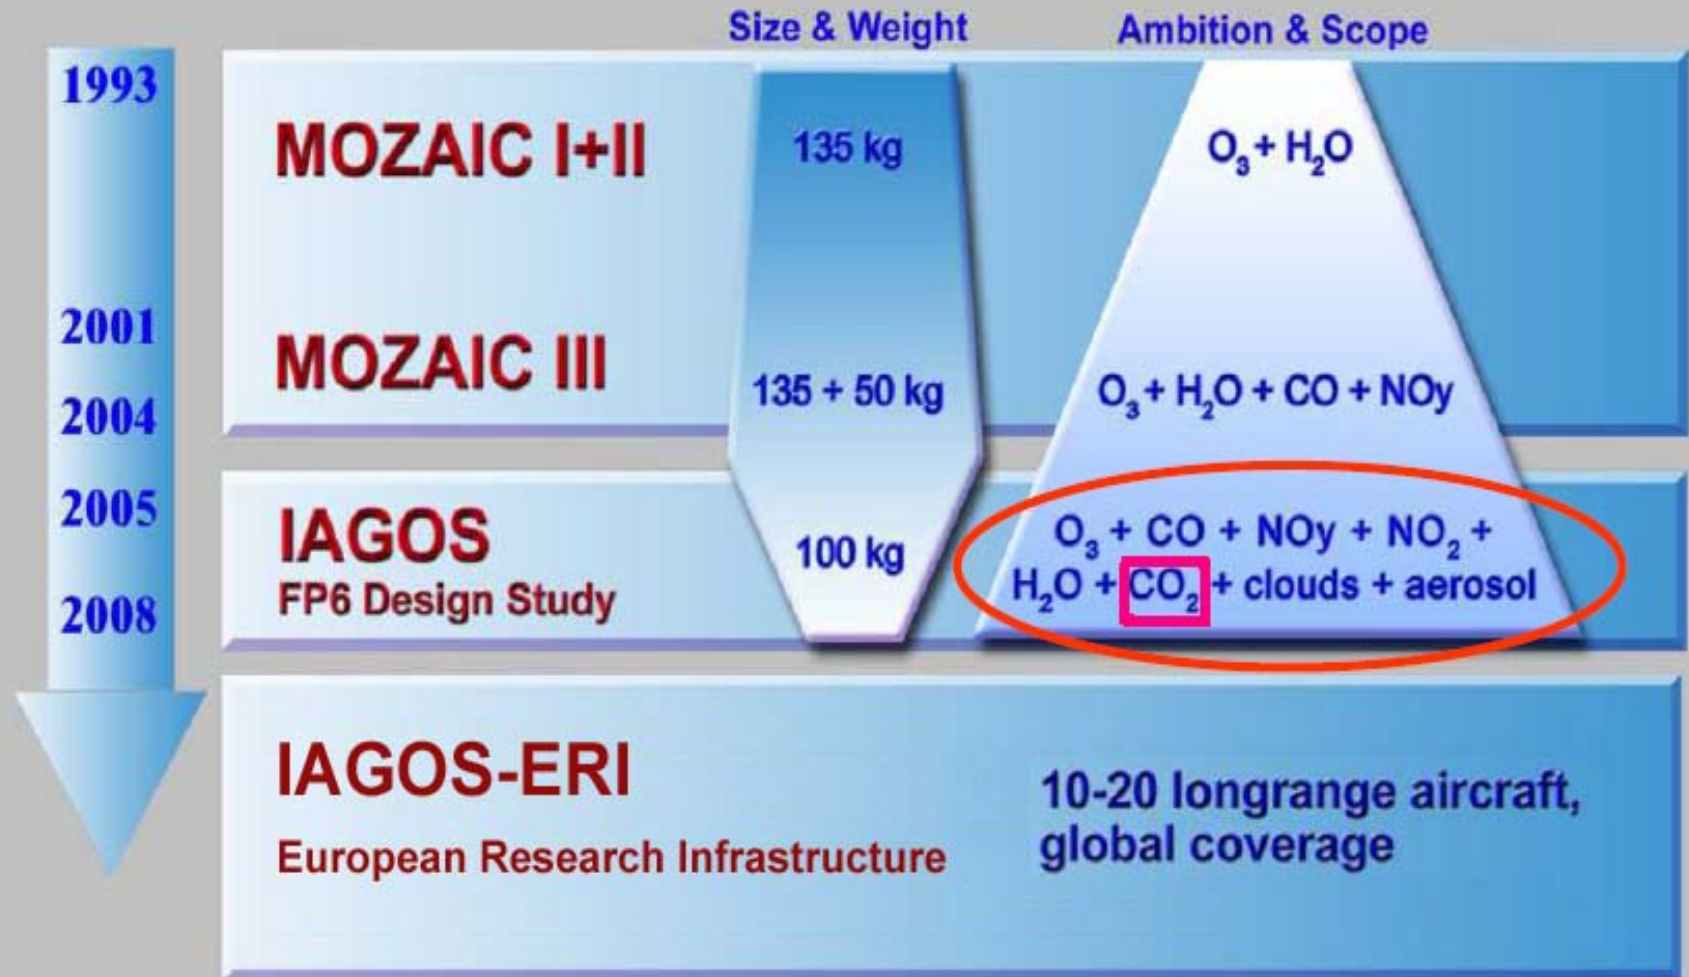 Size & Weight
Ambition & Scope
1993
MOZAIC I+II
135 kg
O₃ + H₂O
2001
MOZAIC III
135 + 50 kg
O₃ + H₂O + CO + NOy
2004
2005
IAGOS
FP6 Design Study
100 kg
O₃ + CO + NOy + NO₂ +
H₂O + CO₂ + clouds + aerosol
2008
IAGOS-ERI
European Research Infrastructure
10-20 longrange aircraft,
global coverage